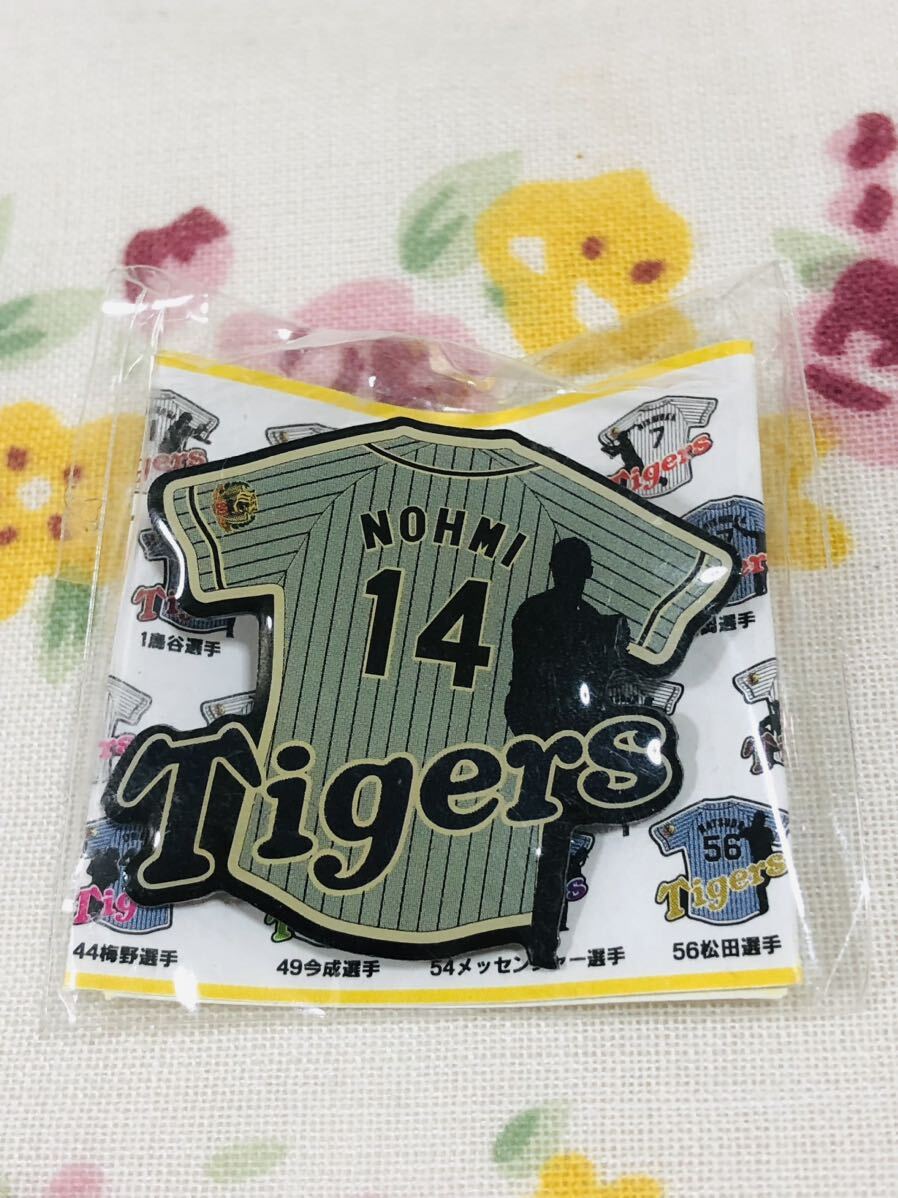 NOHMI
14
Tigers
7
Tigers
1鳥谷選手
選手
56
Tigers
44梅野選手
49今成選手
54メッセンジャー選手
56松田選手